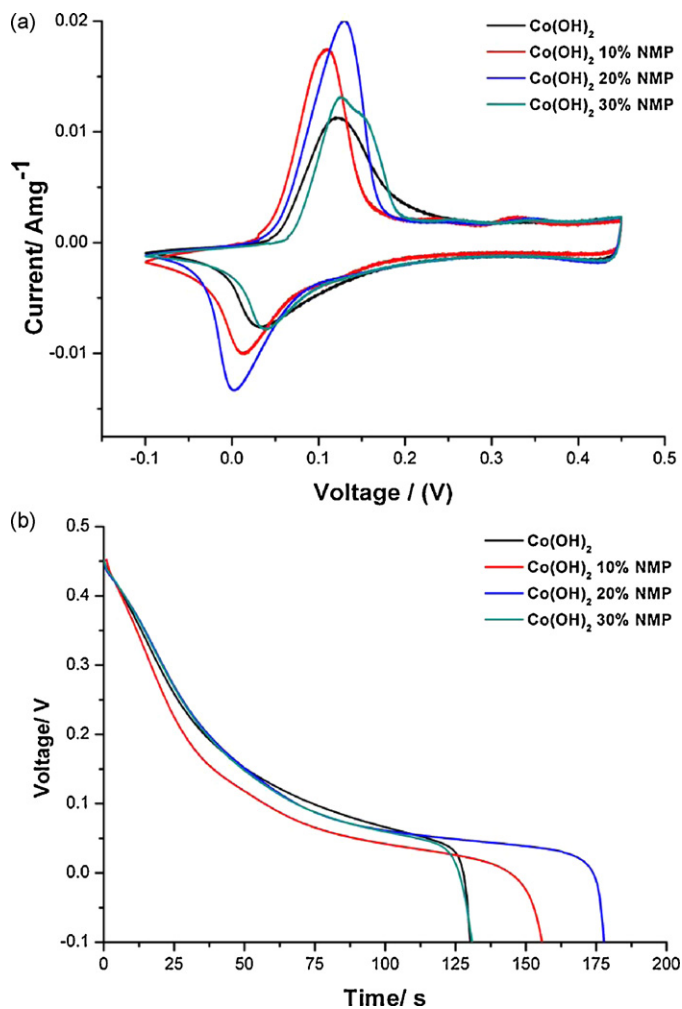 (a)
0.02
0.01
0.00
-0.01
Current/ Amg-1
Co(OH)2
Co(OH)2 10% NMP
Co(OH)2 20% NMP
Co(OH)2 30% NMP
-0.1 0.0 0.1 0.2 0.3 0.4 0.5
Voltage / (V)
(b)
0.5
0.4
0.3
0.2
0.1
0.0
-0.1
Voltage/ V
Co(OH)2
Co(OH)2 10% NMP
Co(OH)2 20% NMP
Co(OH)2 30% NMP
0 25 50 75 100 125 150 175 200
Time/ s